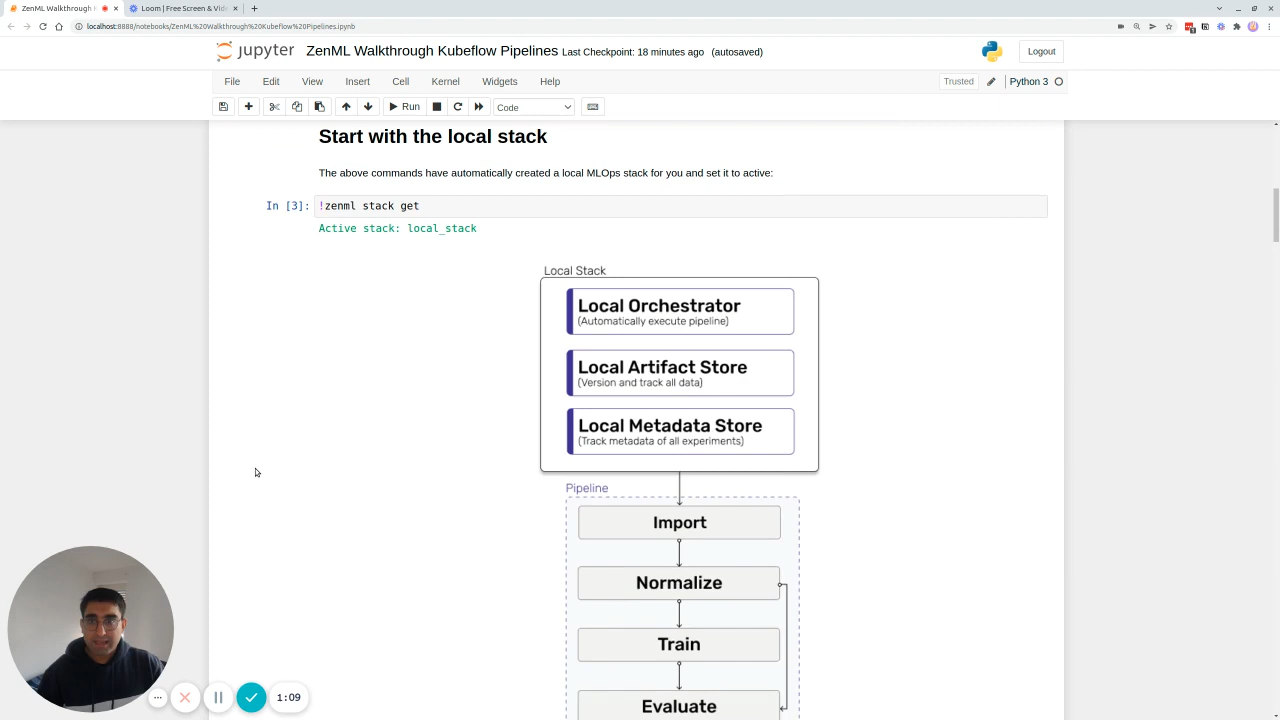 ZenML Walkthrough K
Loom | Free Screen & Vid
localhost:8888/notebooks/ZenML%20Walkthrough%20Kubeflow%20Pipelines.ipynb
jupyter ZenML Walkthrough Kubeflow Pipelines Last Checkpoint: 18 minutes ago (autosaved)
Logout
File Edit View Insert Cell Kernel Widgets Help
Trusted Python 3
Run Code
Start with the local stack
The above commands have automatically created a local MLOps stack for you and set it to active:
In [3]: !zenml stack get
Active stack: local_stack
Local Stack
Local Orchestrator
(Automatically execute pipeline)
Local Artifact Store
(Version and track all data)
Local Metadata Store
(Track metadata of all experiments)
Pipeline
Import
Normalize
Train
Evaluate
1:09